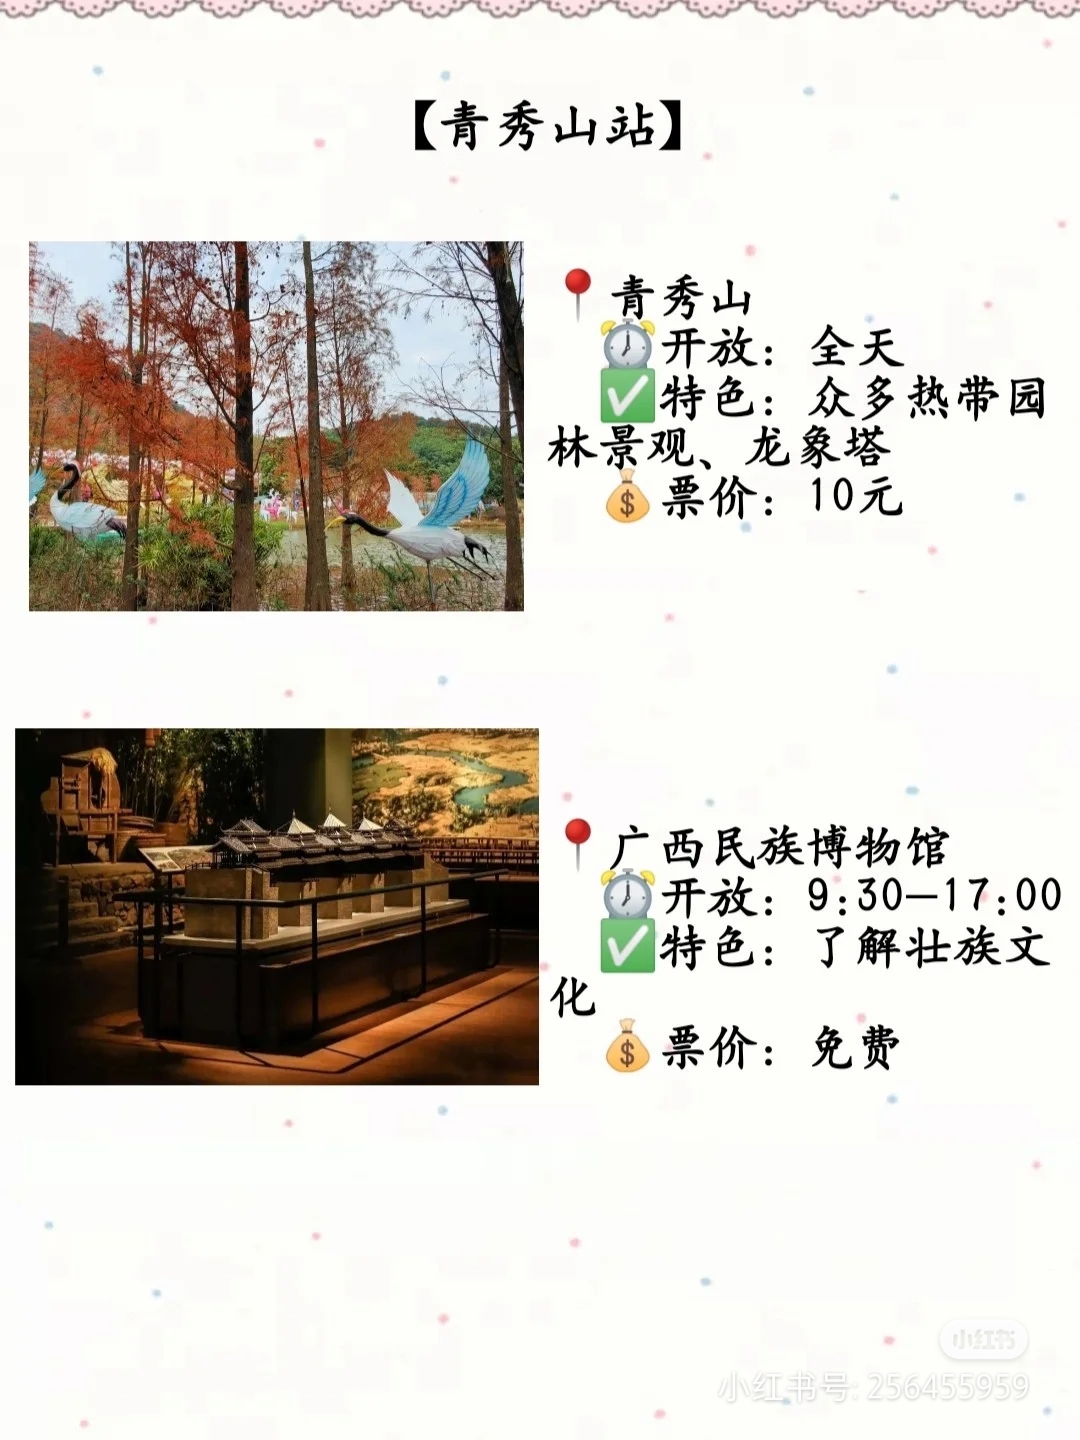 【青秀山站】
📍青秀山
⏰开放：全天
✅特色：众多热带园
林景观、龙象塔
💰票价：10元
📍广西民族博物馆
⏰开放：9:30—17:00
✅特色：了解壮族文
化
💰票价：免费
小红书
小红书号: 256455959